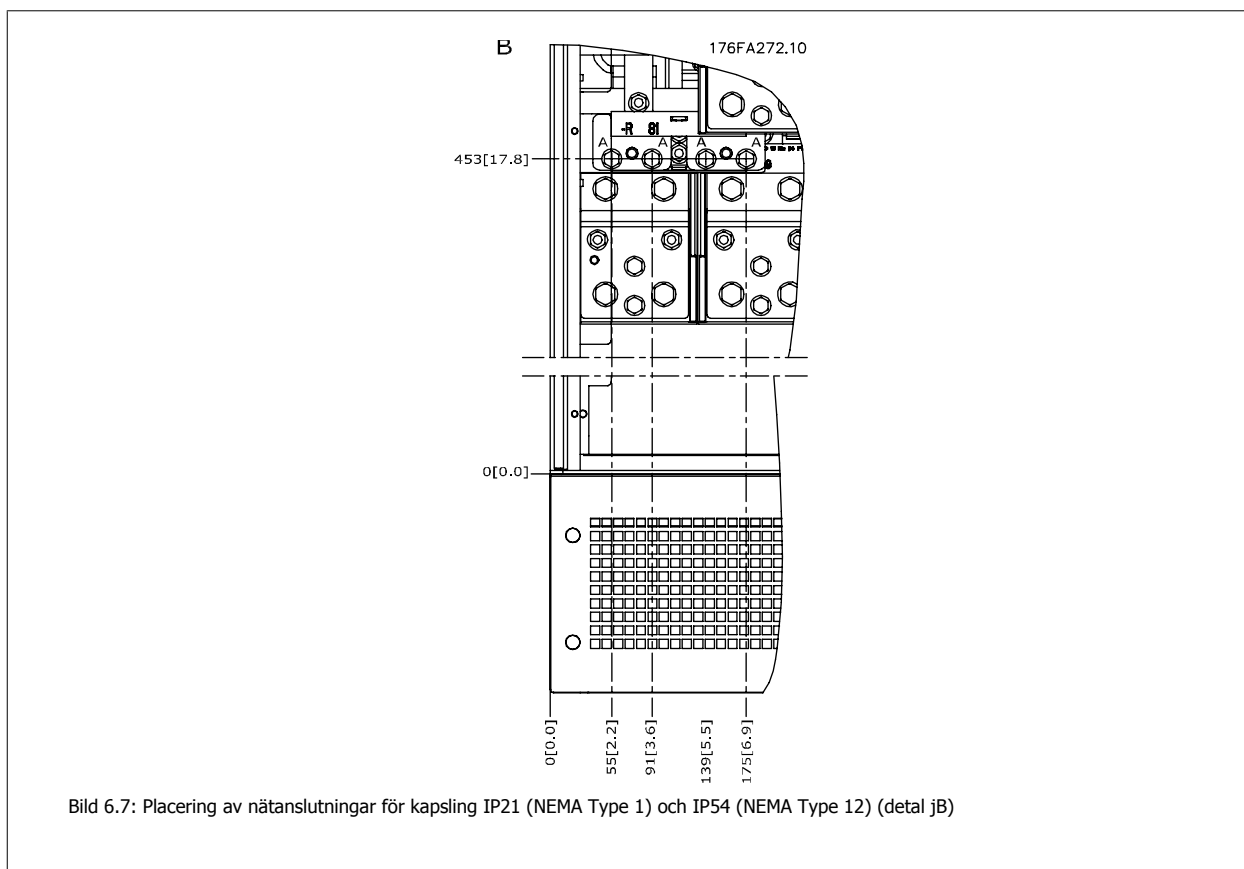 B
176FA272.10
-R 81
A A A A
453[17.8]
0[0.0]
0[0.0]
55[2.2]
91[3.6]
139[5.5]
175[6.9]
Bild 6.7: Placering av nätanslutningar för kapsling IP21 (NEMA Type 1) och IP54 (NEMA Type 12) (detal jB)